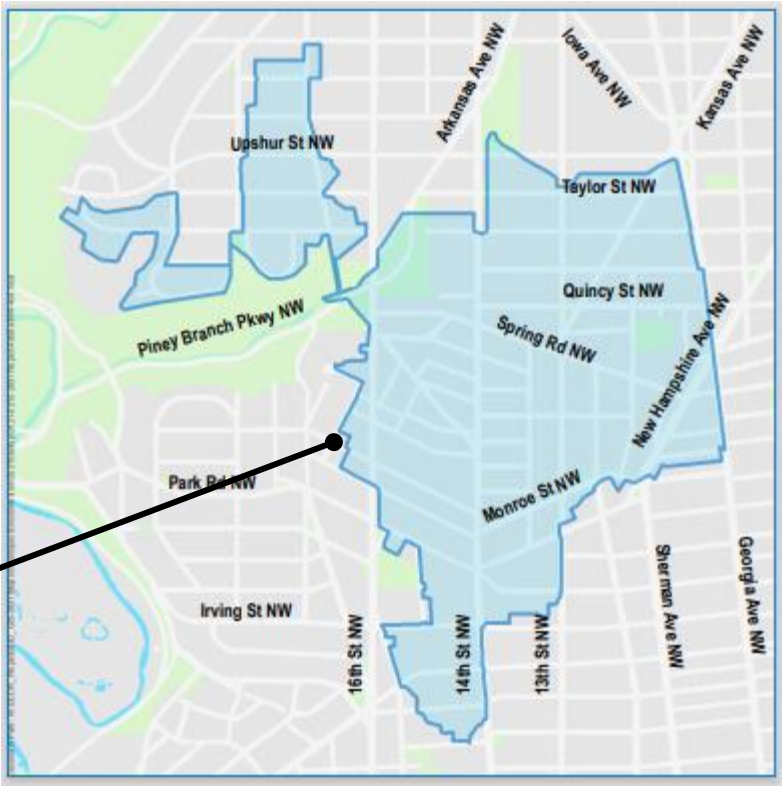 Arkansas Ave NW
Iowa Ave NW
Kansas Ave NW
Upshur St NW
Taylor St NW
Quincy St NW
Piney Branch Pkwy NW
Spring Rd NW
New Hampshire Ave NW
Park Rd NW
Monroe St NW
Irving St NW
16th St NW
14th St NW
13th St NW
Sherman Ave NW
Georgia Ave NW